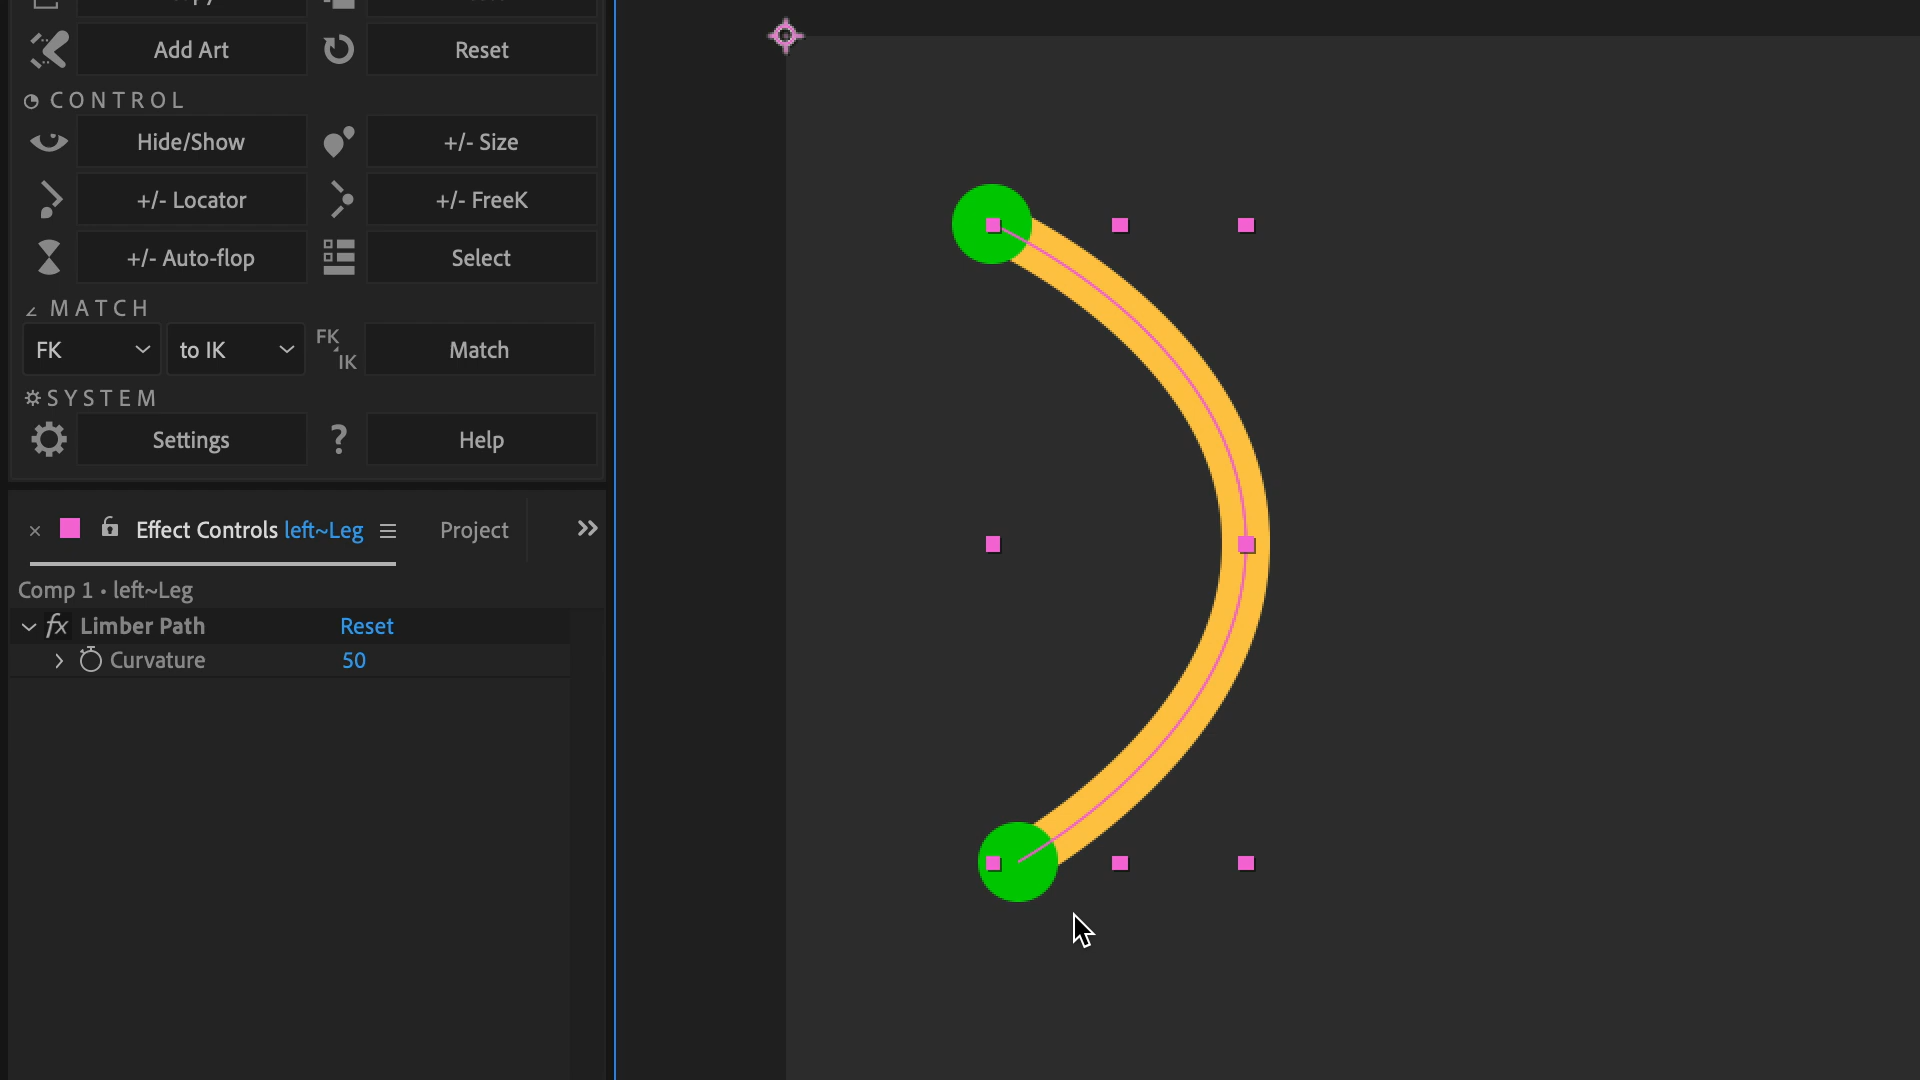 Add Art
Reset
CONTROL
Hide/Show
+/- Size
+/- Locator
+/- FreeK
+/- Auto-flop
Select
MATCH
FK
to IK
FK
IK
Match
SYSTEM
Settings
?
Help
× Effect Controls left~Leg
Project
Comp 1 • left~Leg
fx Limber Path
Reset
Curvature
50